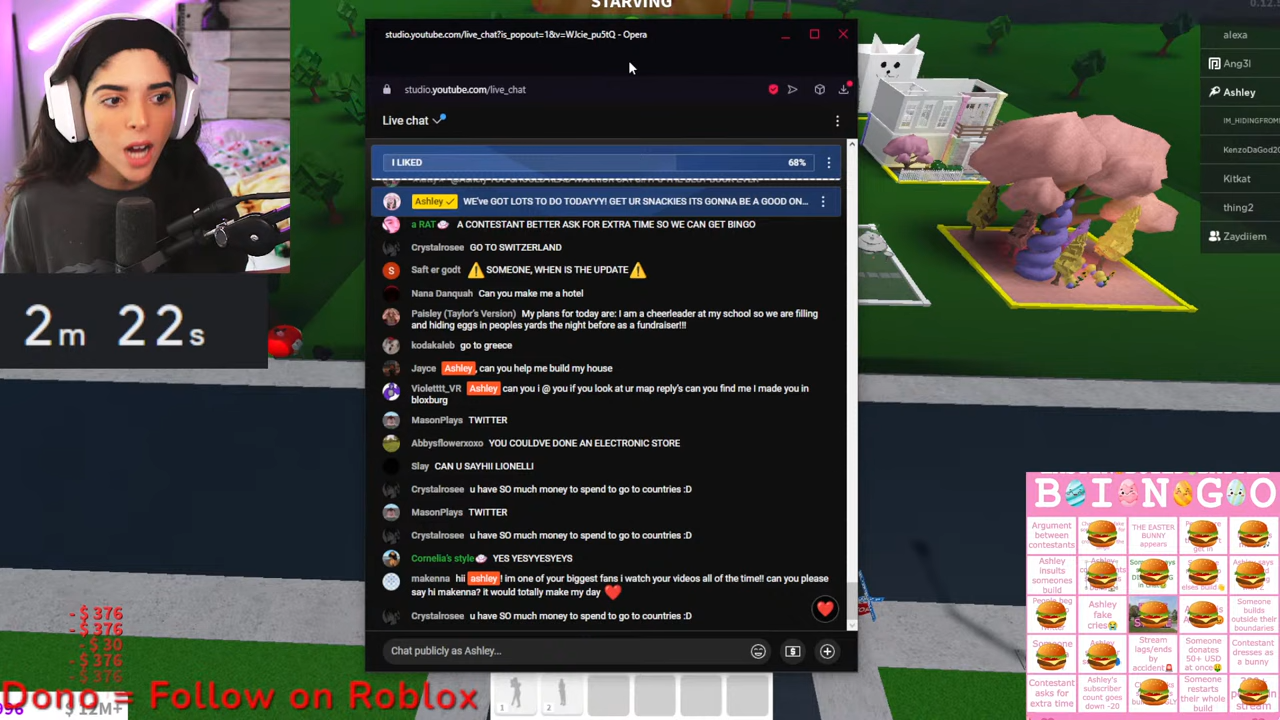 STARVING
0.12.5
studio.youtube.com/live_chat?is_popout=1&v=WJcie_pu5tQ - Opera
studio.youtube.com/live_chat
Live chat
I LIKED 68%
Ashley WE'VE GOT LOTS TO DO TODAYYY! GET UR SNACKIES ITS GONNA BE A GOOD ON...
a RAT A CONTESTANT BETTER ASK FOR EXTRA TIME SO WE CAN GET BINGO
Crystalrosee GO TO SWITZERLAND
Saft er godt ⚠️ SOMEONE, WHEN IS THE UPDATE ⚠️
Nana Danquah Can you make me a hotel
Paisley (Taylor's Version) My plans for today are: I am a cheerleader at my school so we are filling
and hiding eggs in peoples yards the night before as a fundraiser!!!
kodakaleb go to greece
Jayce Ashley, can you help me build my house
Violetttt_VR Ashley can you i @ you if you look at ur map reply's can you find me I made you in
bloxburg
MasonPlays TWITTER
Abbysflowerxoxo YOU COULDVE DONE AN ELECTRONIC STORE
Slay CAN U SAYHII LIONELLI
Crystalrosee u have SO much money to spend to go to countries :D
MasonPlays TWITTER
Crystalrosee u have SO much money to spend to go to countries :D
Cornelia's style YES YESYYESYEYS
makenna hii ashley! im one of your biggest fans i watch your videos all of the time!! can you please
say hi makenna? it would totally make my day ❤️
Crystalrosee u have SO much money to spend to go to countries :D
Chat publicly as Ashley...
alexa
Ang3l
Ashley
IM_HIDINGFROM
KenzoDaGod20
Kitkat
thing2
Zaydiiem
2m 22s
- $ 376
- $ 376
- $ 30
- $ 376
- $ 376
Dono = Follow on Roblox
$ 12M+
BOINGO
Argument
between
contestants
THE EASTER
BUNNY
appears
Ashley
insults
someones
build
Ashley
fake
cries
Someone
builds
outside their
boundaries
Stream
lags/ends
by
accident
Someone
donates
50+ USD
at once
Contestant
dresses as
a bunny
Contestant
asks for
extra time
Ashley's
subscriber
count goes
down -20
Someone
restarts
their whole
build
stream